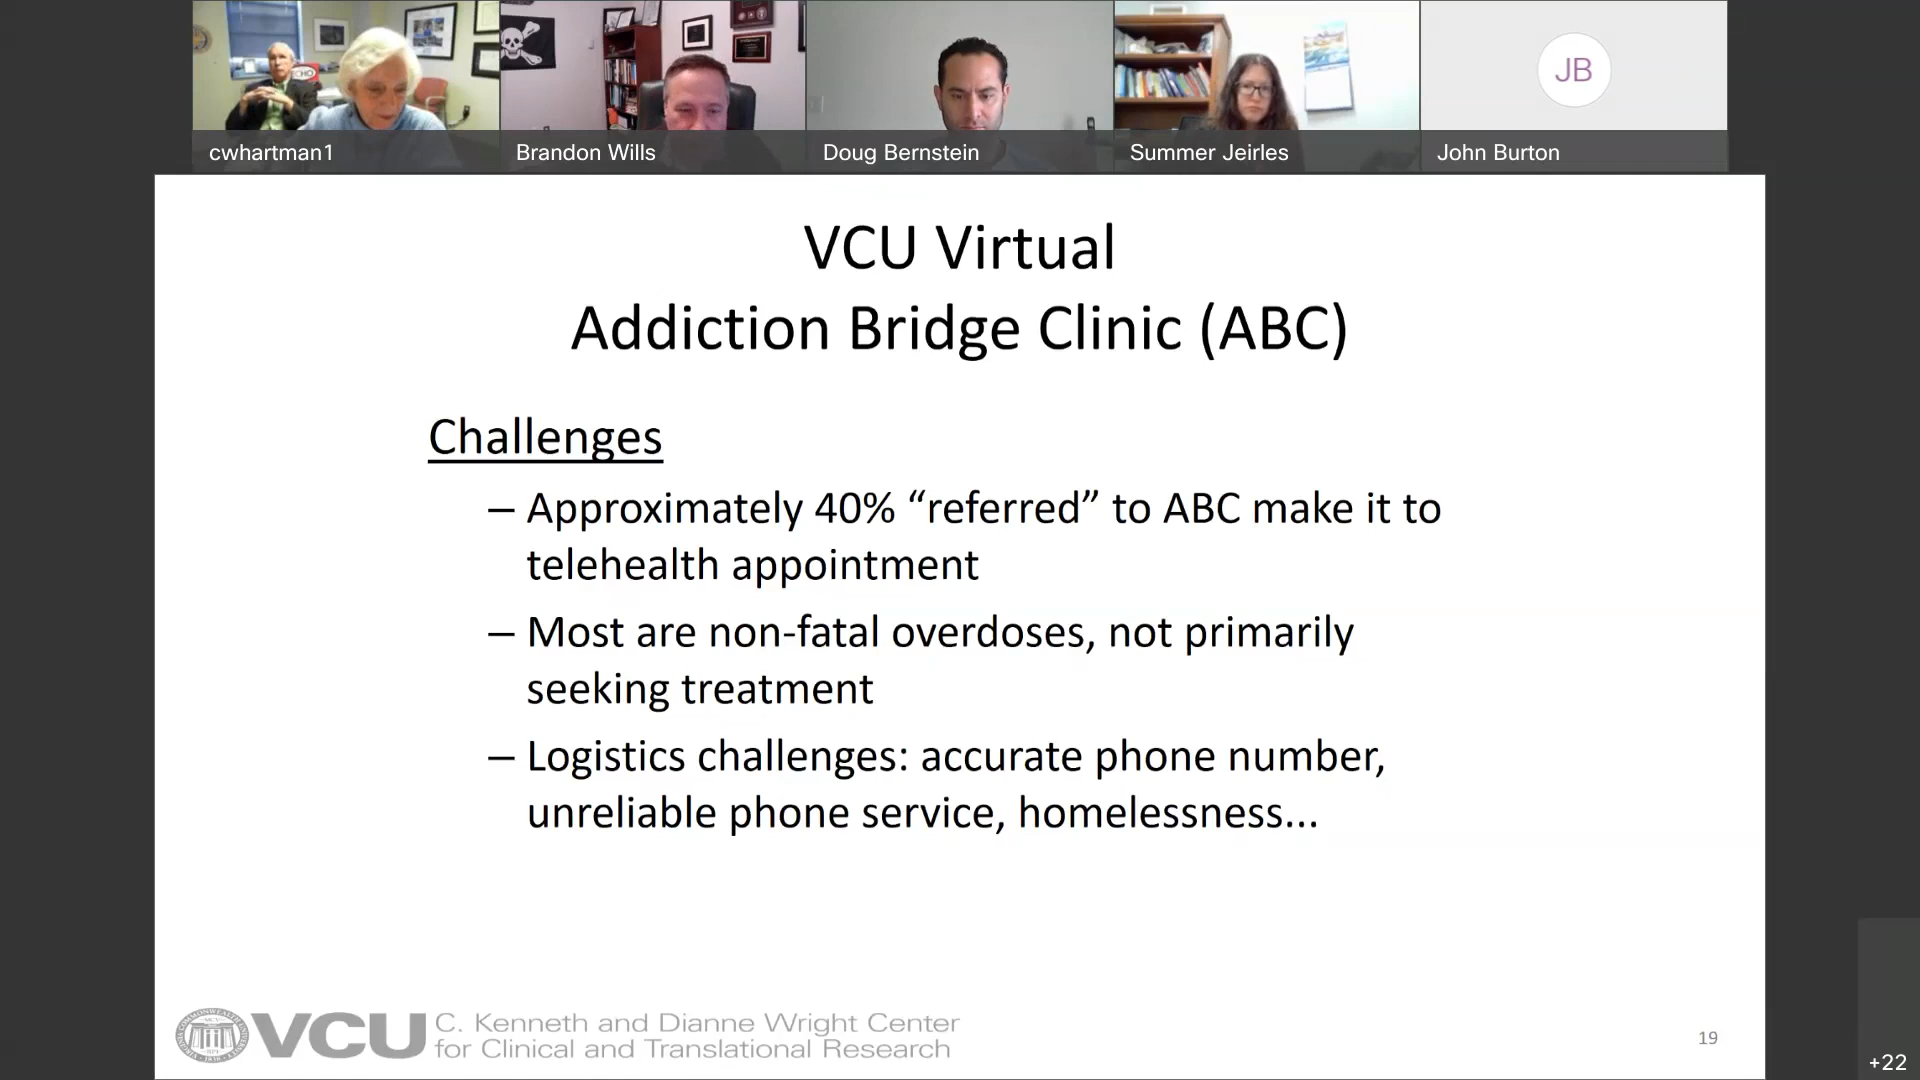 cwhartman1
Brandon Wills
Doug Bernstein
Summer Jeirles
JB
John Burton
VCU Virtual
Addiction Bridge Clinic (ABC)
Challenges
– Approximately 40% “referred” to ABC make it to
telehealth appointment
– Most are non-fatal overdoses, not primarily
seeking treatment
– Logistics challenges: accurate phone number,
unreliable phone service, homelessness...
VCU
C. Kenneth and Dianne Wright Center
for Clinical and Translational Research
19
+22